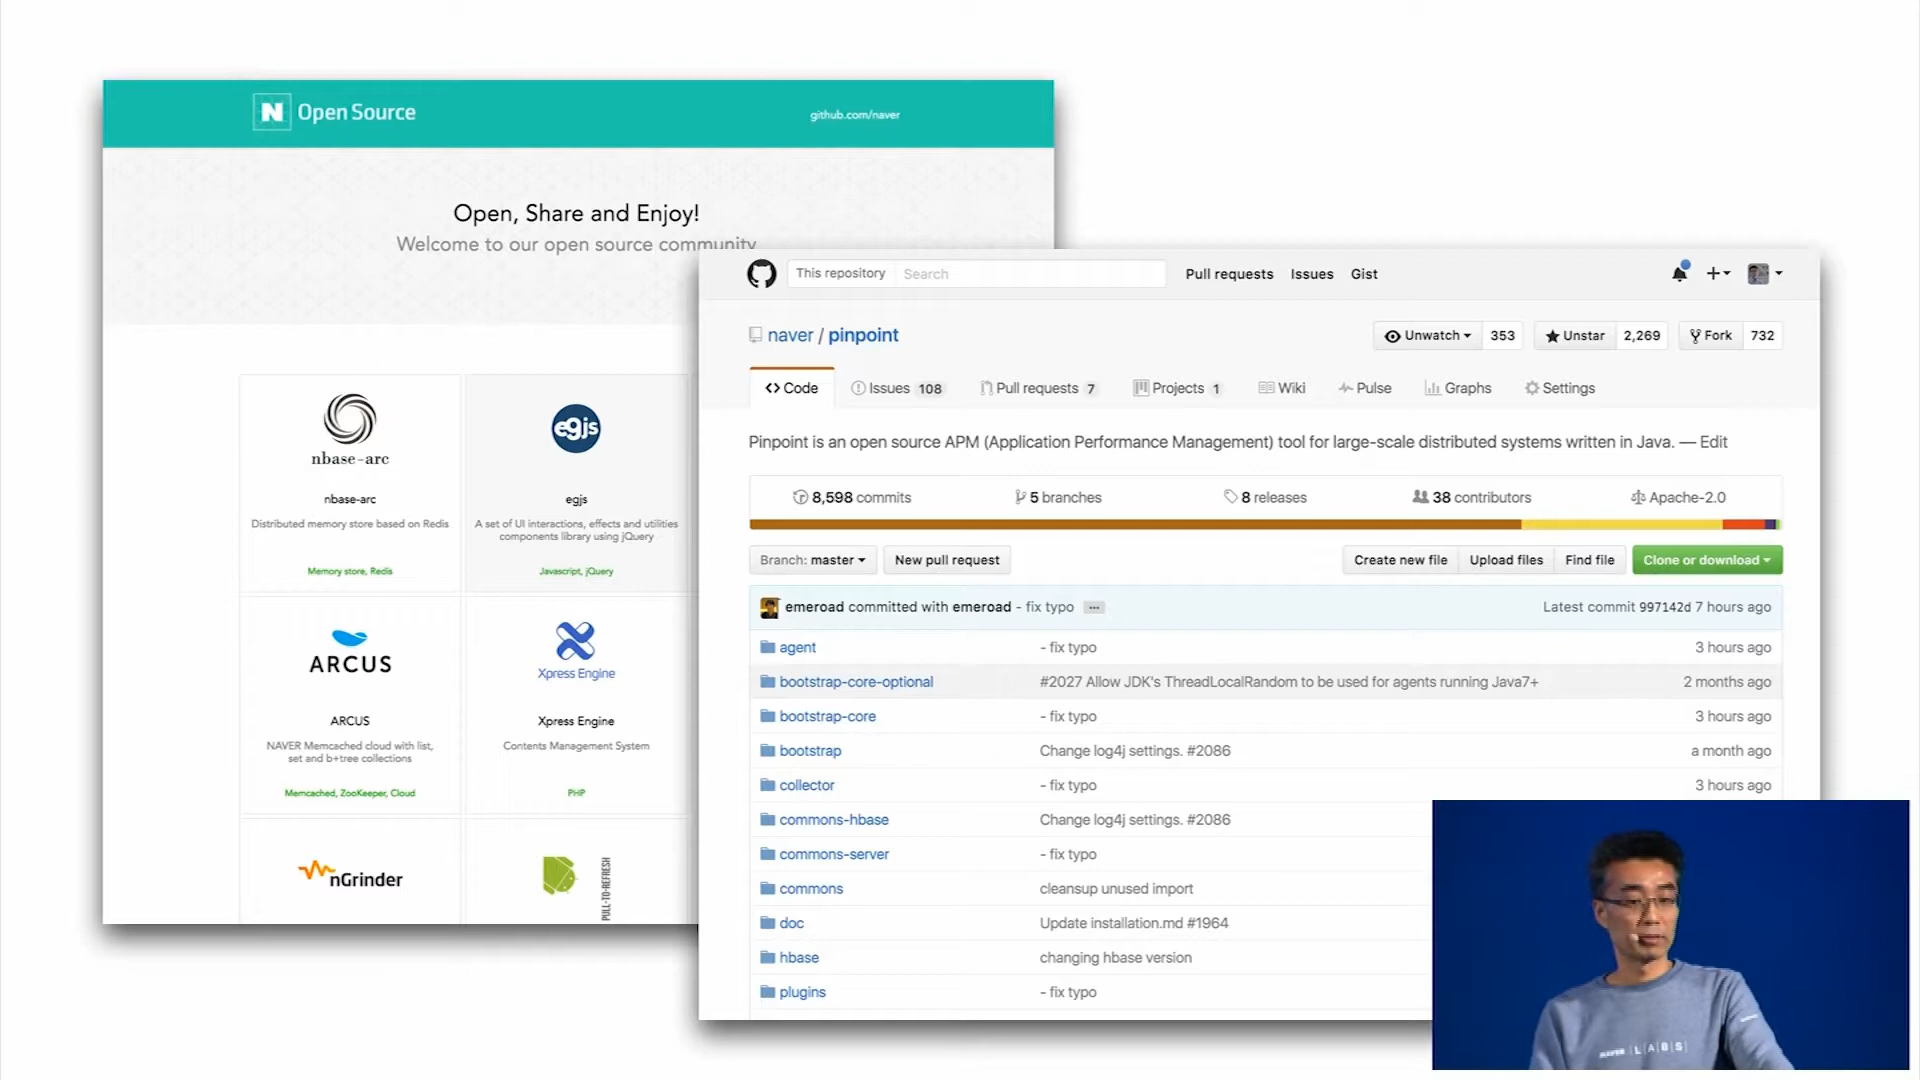 N Open Source
github.com/naver
Open, Share and Enjoy!
Welcome to our open source community
nbase-arc
nbase-arc
Distributed memory store based on Redis
Memory store, Redis
egjs
egjs
A set of UI interactions, effects and utilities
components library using jQuery
Javascript, jQuery
ARCUS
ARCUS
NAVER Memcached cloud with list,
set and b+tree collections
Memcached, ZooKeeper, Cloud
Xpress Engine
Xpress Engine
Contents Management System
PHP
nGrinder
PULL-TO-REFRESH
This repository Search Pull requests Issues Gist
naver / pinpoint Unwatch 353 Unstar 2,269 Fork 732
<> Code Issues 108 Pull requests 7 Projects 1 Wiki Pulse Graphs Settings
Pinpoint is an open source APM (Application Performance Management) tool for large-scale distributed systems written in Java. — Edit
8,598 commits 5 branches 8 releases 38 contributors Apache-2.0
Branch: master New pull request Create new file Upload files Find file Clone or download
emeroad committed with emeroad - fix typo ... Latest commit 997142d 7 hours ago
agent - fix typo 3 hours ago
bootstrap-core-optional #2027 Allow JDK's ThreadLocalRandom to be used for agents running Java7+ 2 months ago
bootstrap-core - fix typo 3 hours ago
bootstrap Change log4j settings. #2086 a month ago
collector - fix typo 3 hours ago
commons-hbase Change log4j settings. #2086
commons-server - fix typo
commons cleansup unused import
doc Update installation.md #1964
hbase changing hbase version
plugins - fix typo
NAVER LABS